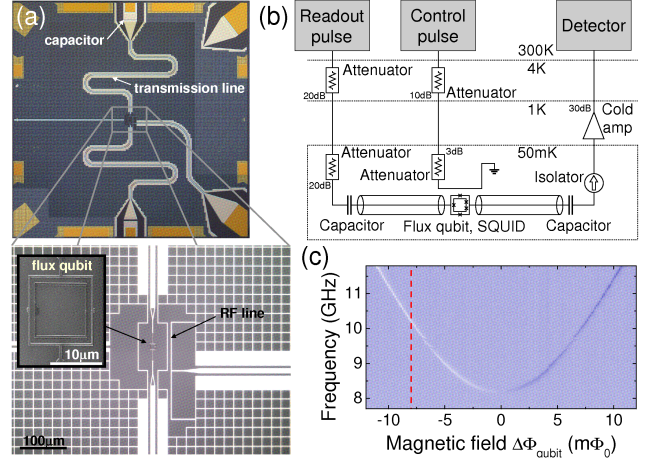 (a)
capacitor
transmission line
flux qubit
10μm
RF line
100μm
(b)
Readout pulse
Control pulse
Detector
300K
4K
Attenuator
20dB
10dB
Attenuator
1K
30dB
Cold amp
50mK
Attenuator
20dB
3dB
Attenuator
Isolator
Capacitor
Flux qubit, SQUID
Capacitor
(c)
Frequency (GHz)
11
10
9
8
-10 -5 0 5 10
Magnetic field ΔΦqubit (mΦ0)